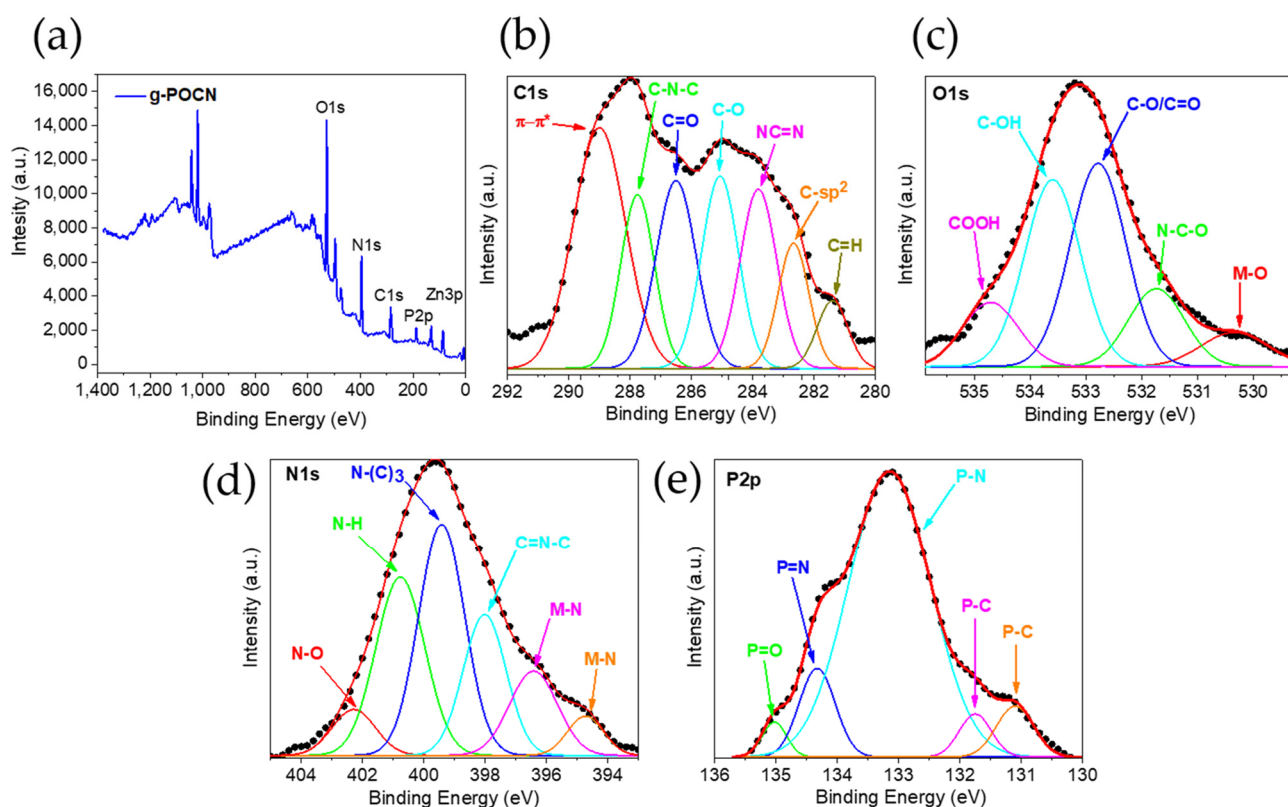 (a)
16,000
14,000
12,000
10,000
8,000
6,000
4,000
2,000
0
Intesity (a.u.)
g-POCN
O1s
N1s
C1s
P2p
Zn3p
1,400 1,200 1,000 800 600 400 200 0
Binding Energy (eV)
(b)
C1s
π–π*
C-N-C
C=O
C-O
NC=N
C-sp2
C=H
Intensity (a.u.)
292 290 288 286 284 282 280
Binding Energy (eV)
(c)
O1s
COOH
C-OH
C-O/C=O
N-C-O
M-O
Intensity (a.u.)
535 534 533 532 531 530
Binding Energy (eV)
(d)
N1s
N-O
N-H
N-(C)3
C=N-C
M-N
M-N
Intensity (a.u.)
404 402 400 398 396 394
Binding Energy (eV)
(e)
P2p
P=O
P=N
P-N
P-C
P-C
Intensity (a.u.)
136 135 134 133 132 131 130
Binding Energy (eV)